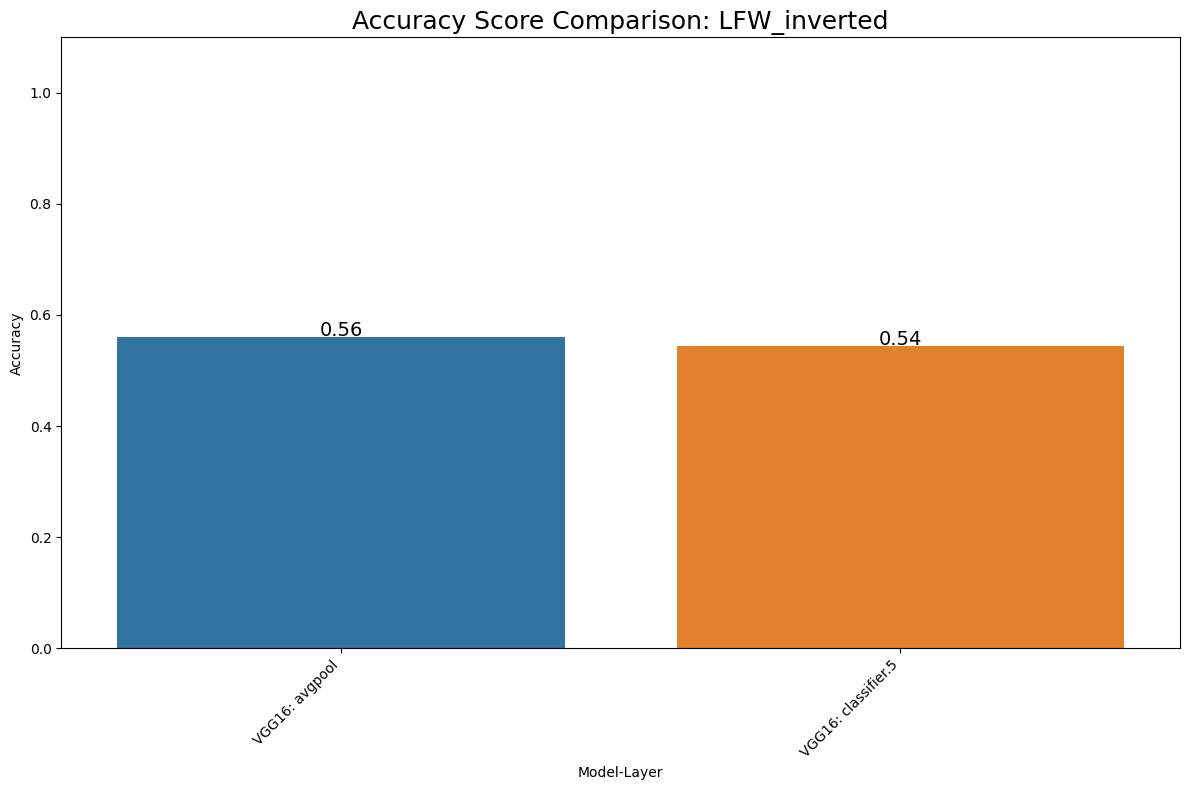 Accuracy Score Comparison: LFW_inverted
1.0
0.8
0.6
0.4
0.2
0.0
Accuracy
0.56
0.54
VGG16: avgpool
VGG16: classifier.5
Model-Layer